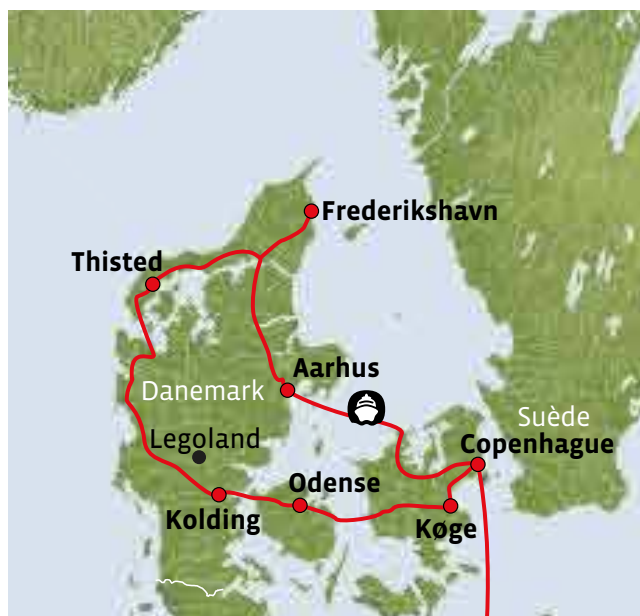 Frederikshavn
Thisted
Aarhus
Danemark
Suède
Copenhague
Legoland
Odense
Kolding
Køge